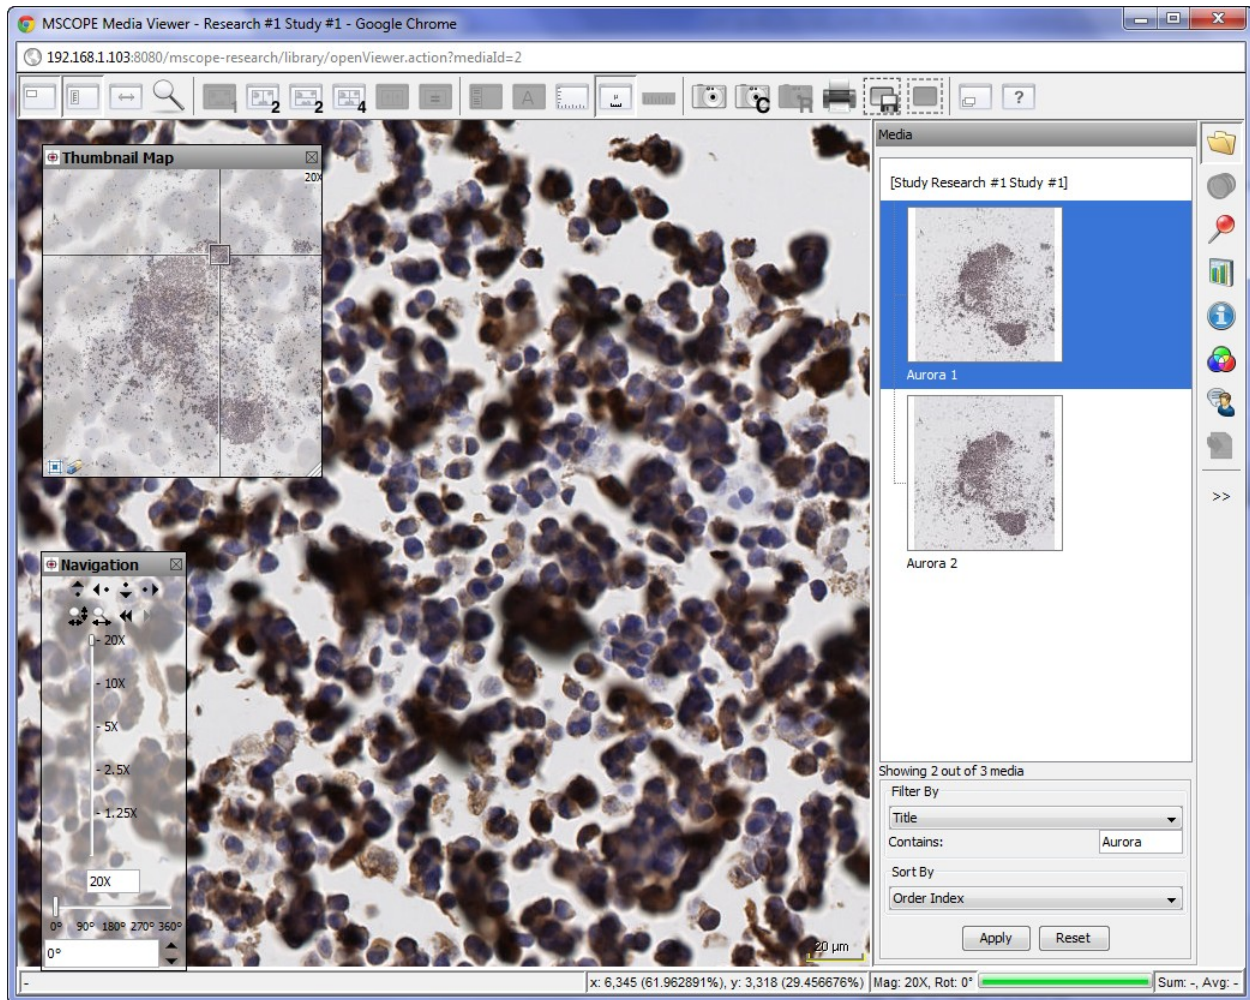 MSCOPE Media Viewer - Research #1 Study #1 - Google Chrome
192.168.1.103:8080/mscope-research/library/openViewer.action?mediaId=2
1
2
2
4
A
μ
C
R
?
Thumbnail Map
20X
Navigation
20X
10X
5X
2.5X
1.25X
20X
0° 90° 180° 270° 360°
0°
20 μm
Media
[Study Research #1 Study #1]
Aurora 1
Aurora 2
Showing 2 out of 3 media
Filter By
Title
Contains: Aurora
Sort By
Order Index
Apply Reset
>>
- x: 6,345 (61.962891%), y: 3,318 (29.456676%) Mag: 20X, Rot: 0° Sum: -, Avg: -